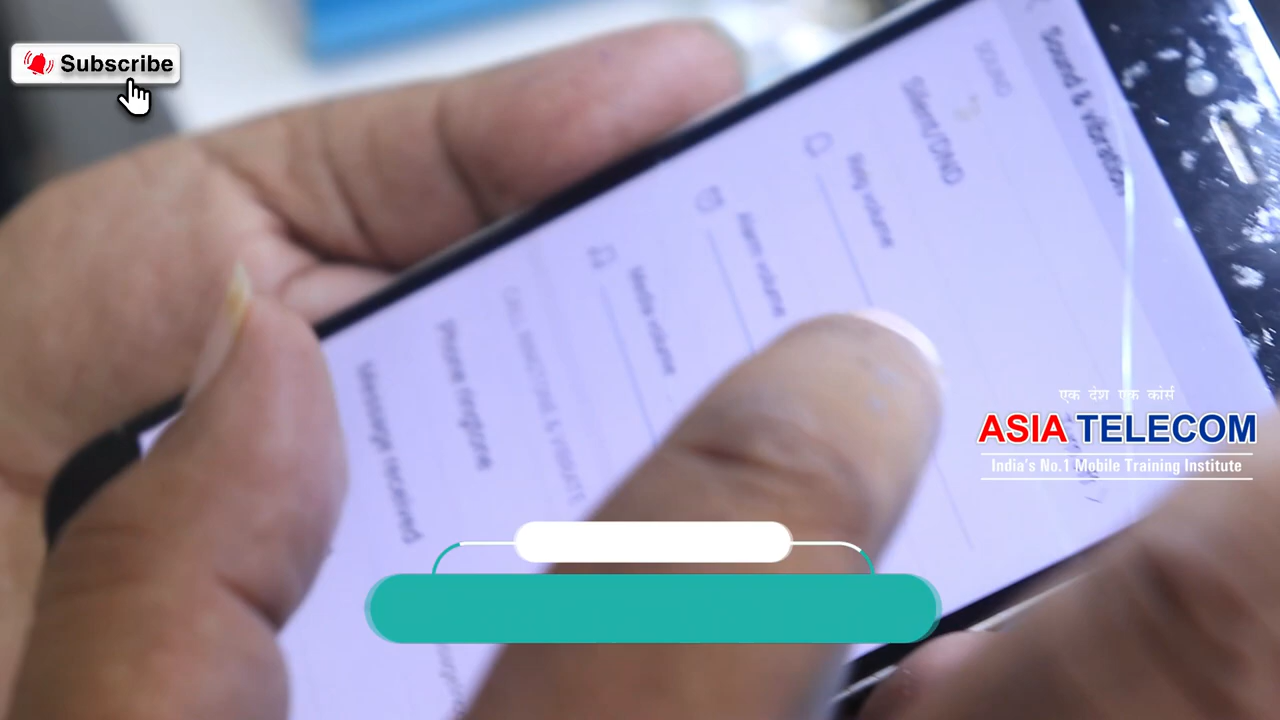 Subscribe
Sound & vibration
SOUND
Silent/DND
Ring volume
Alarm volume
Media volume
CALL RINGTONE & VIBRATE
Phone ringtone
Message received
एक देश एक कोर्स
ASIA TELECOM
India's No.1 Mobile Training Institute